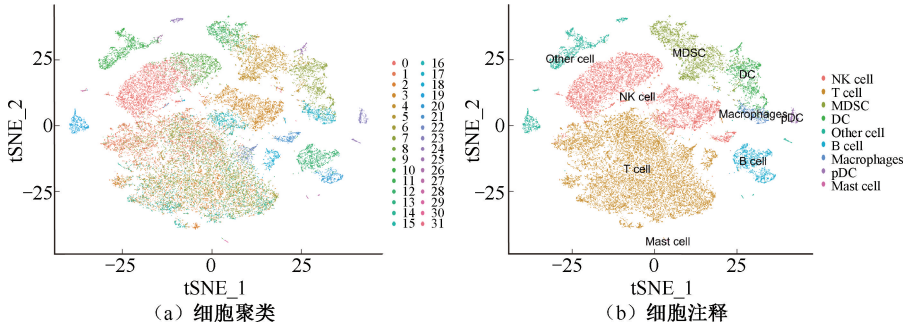 25
0
−25
tSNE_2
−25
0
25
tSNE_1
0
1
2
3
4
5
6
7
8
9
10
11
12
13
14
15
16
17
18
19
20
21
22
23
24
25
26
27
28
29
30
31
（a）细胞聚类
25
0
−25
tSNE_2
−25
0
25
tSNE_1
Other cell
MDSC
DC
NK cell
Macrophages
pDC
B cell
T cell
Mast cell
NK cell
T cell
MDSC
DC
Other cell
B cell
Macrophages
pDC
Mast cell
（b）细胞注释